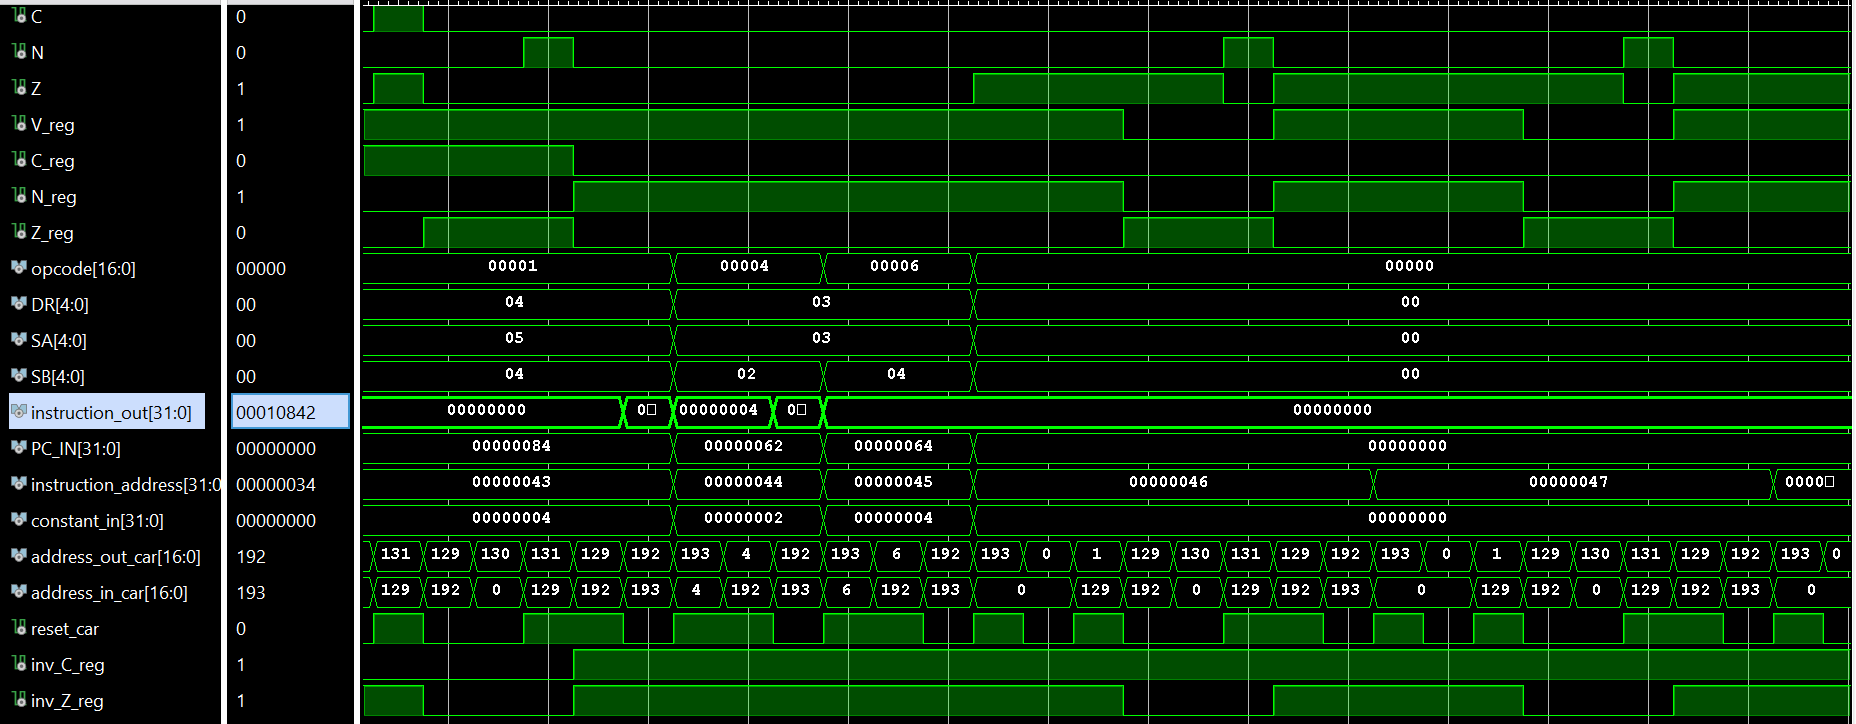 C 0
N 0
Z 1
V_reg 1
C_reg 0
N_reg 1
Z_reg 0
opcode[16:0] 00000 00001 00004 00006 00000
DR[4:0] 00 04 03 00
SA[4:0] 00 05 03 00
SB[4:0] 00 04 02 04 00
instruction_out[31:0] 00010842 00000000 0□ 00000004 0□ 00000000
PC_IN[31:0] 00000000 00000084 00000062 00000064 00000000
instruction_address[31:0 00000034 00000043 00000044 00000045 00000046 00000047 0000□
constant_in[31:0] 00000000 00000004 00000002 00000004 00000000
address_out_car[16:0] 192 131 129 130 131 129 192 193 4 192 193 6 192 193 0 1 129 130 131 129 192 193 0 1 129 130 131 129 192 193 0
address_in_car[16:0] 193 129 192 0 129 192 193 4 192 193 6 192 193 0 129 192 0 129 192 193 0 129 192 0 129 192 193 0
reset_car 0
inv_C_reg 1
inv_Z_reg 1